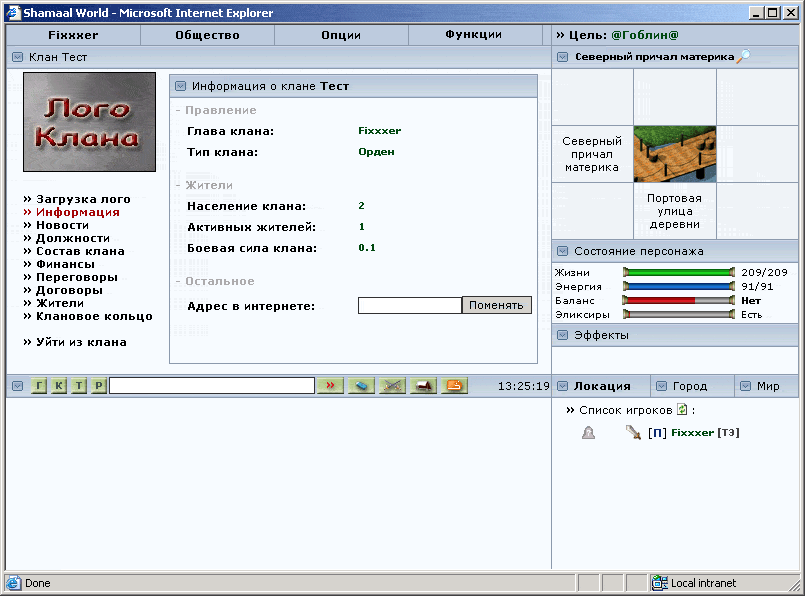 Shamaal World - Microsoft Internet Explorer
Fixxxer Общество Опции Функции
» Цель: @Гоблин@
Клан Тест
Северный причал материка
Лого
Клана
Информация о клане Тест
- Правление
Глава клана: Fixxxer
Тип клана: Орден
- Жители
Население клана: 2
Активных жителей: 1
Боевая сила клана: 0.1
- Остальное
Адрес в интернете: Поменять
» Загрузка лого
» Информация
» Новости
» Должности
» Состав клана
» Финансы
» Переговоры
» Договоры
» Жители
» Клановое кольцо
» Уйти из клана
Северный
причал
материка
Портовая
улица
деревни
Состояние персонажа
Жизни 209/209
Энергия 91/91
Баланс Нет
Эликсиры Есть
Эффекты
Г К Т Р » 13:25:19
Локация Город Мир
» Список игроков :
[П] Fixxxer [ТЭ]
Done Local intranet